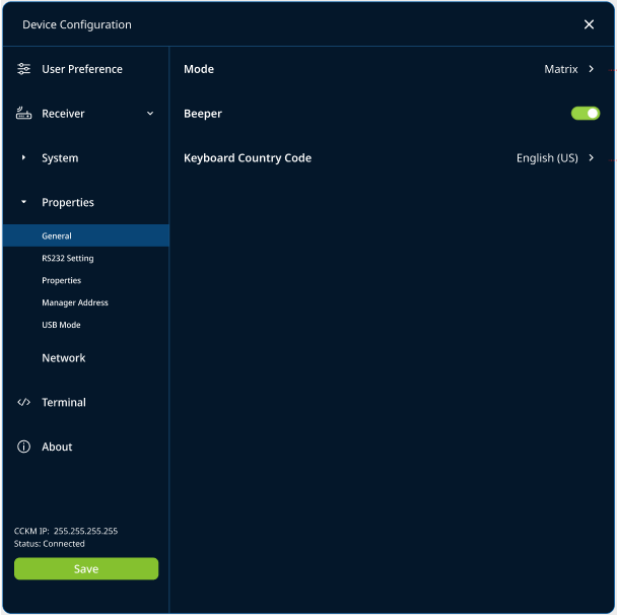 Device Configuration
User Preference
Receiver
System
Properties
General
RS232 Setting
Properties
Manager Address
USB Mode
Network
Terminal
About
CCKM IP: 255.255.255.255
Status: Connected
Save
Mode Matrix
Beeper
Keyboard Country Code English (US)